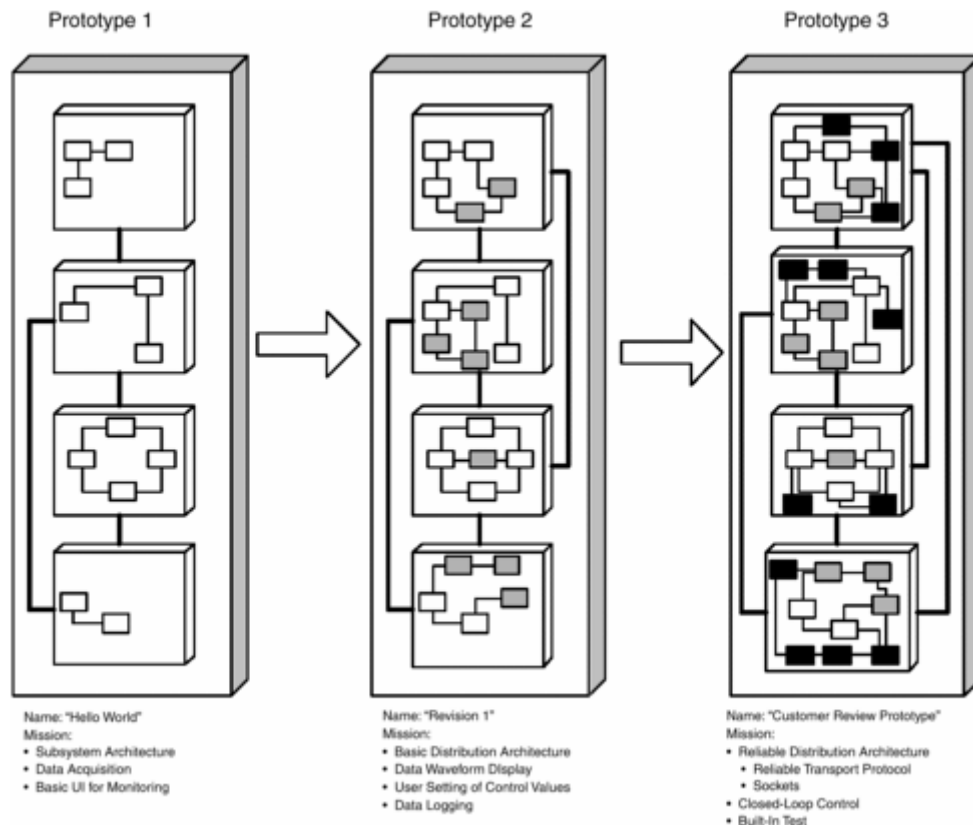 Prototype 1
Prototype 2
Prototype 3
Name: "Hello World"
Mission:
• Subsystem Architecture
• Data Acquisition
• Basic UI for Monitoring
Name: "Revision 1"
Mission:
• Basic Distribution Architecture
• Data Waveform DIsplay
• User Setting of Control Values
• Data Logging
Name: "Customer Review Prototype"
Mission:
• Reliable Distribution Architecture
• Reliable Transport Protocol
• Sockets
• Closed-Loop Control
• Built-In Test